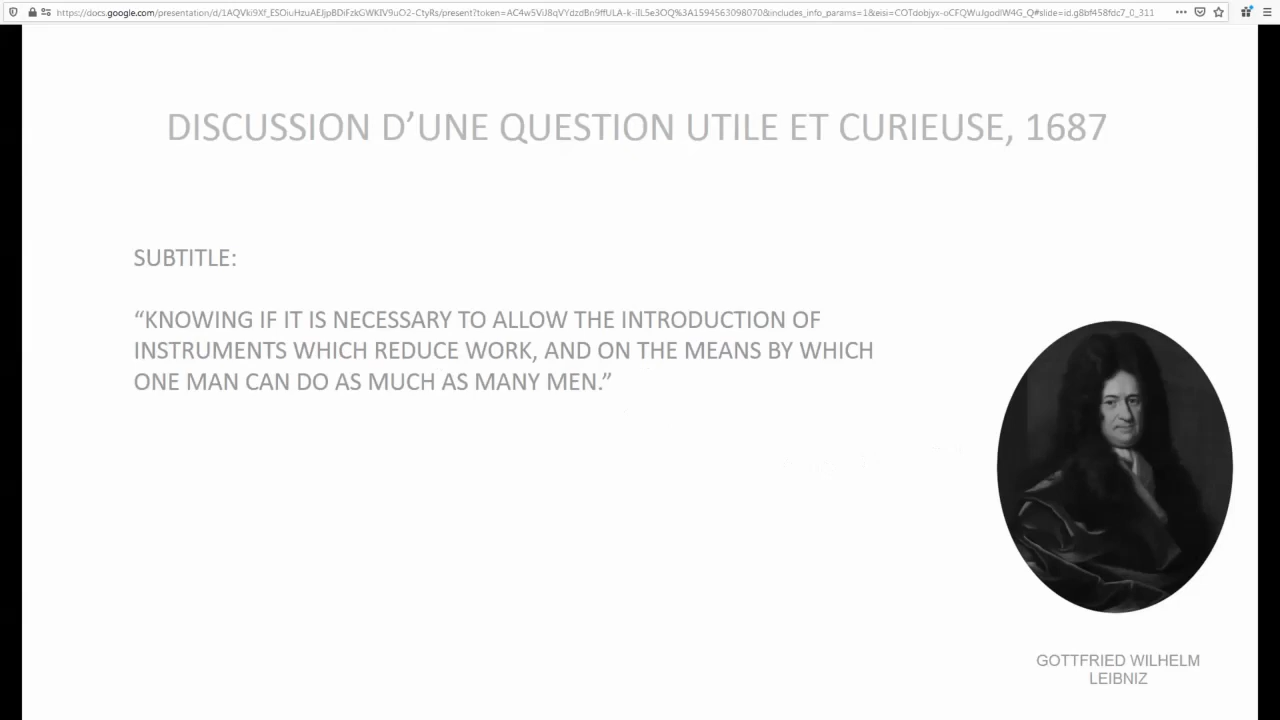 DISCUSSION D’UNE QUESTION UTILE ET CURIEUSE, 1687
SUBTITLE:
“KNOWING IF IT IS NECESSARY TO ALLOW THE INTRODUCTION OF
INSTRUMENTS WHICH REDUCE WORK, AND ON THE MEANS BY WHICH
ONE MAN CAN DO AS MUCH AS MANY MEN.”
GOTTFRIED WILHELM
LEIBNIZ